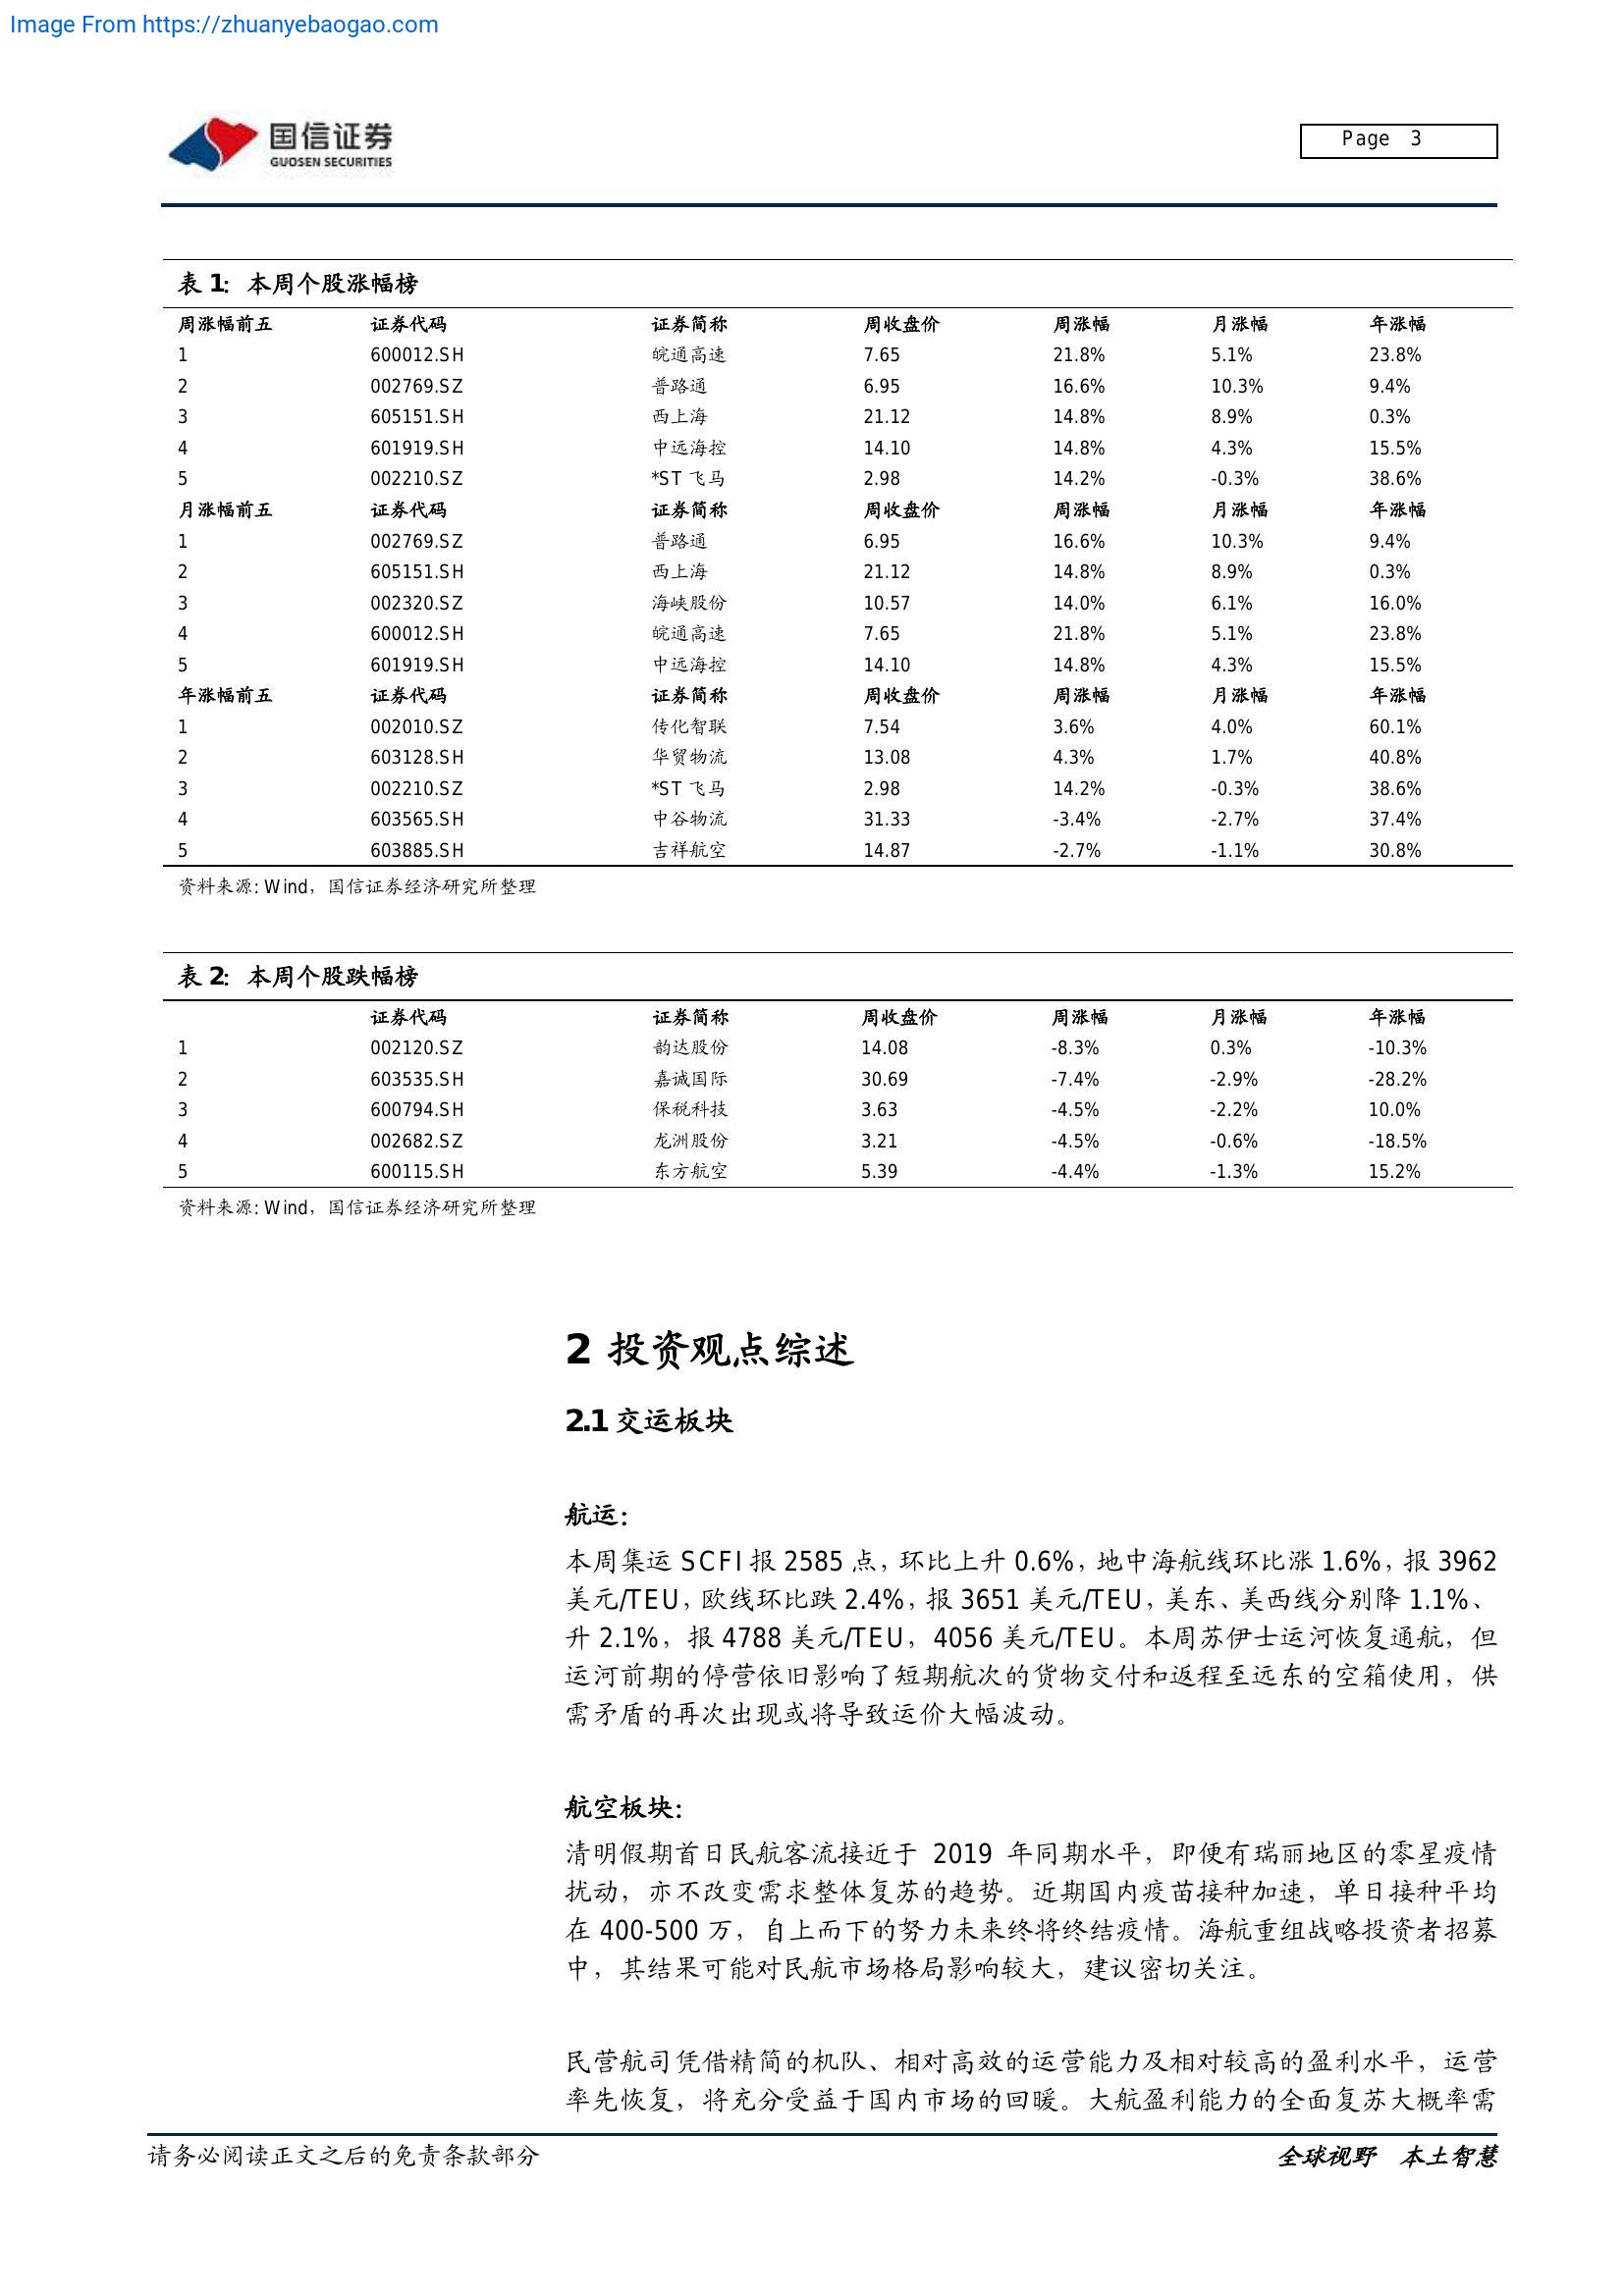 Image From https://zhuanyebaogao.com
国信证券
GUOSEN SECURITIES
Page 3
表 1: 本周个股涨幅榜
周涨幅前五 证券代码 证券简称 周收盘价 周涨幅 月涨幅 年涨幅
1 600012.SH 皖通高速 7.65 21.8% 5.1% 23.8%
2 002769.SZ 普路通 6.95 16.6% 10.3% 9.4%
3 605151.SH 西上海 21.12 14.8% 8.9% 0.3%
4 601919.SH 中远海控 14.10 14.8% 4.3% 15.5%
5 002210.SZ *ST 飞马 2.98 14.2% -0.3% 38.6%
月涨幅前五 证券代码 证券简称 周收盘价 周涨幅 月涨幅 年涨幅
1 002769.SZ 普路通 6.95 16.6% 10.3% 9.4%
2 605151.SH 西上海 21.12 14.8% 8.9% 0.3%
3 002320.SZ 海峡股份 10.57 14.0% 6.1% 16.0%
4 600012.SH 皖通高速 7.65 21.8% 5.1% 23.8%
5 601919.SH 中远海控 14.10 14.8% 4.3% 15.5%
年涨幅前五 证券代码 证券简称 周收盘价 周涨幅 月涨幅 年涨幅
1 002010.SZ 传化智联 7.54 3.6% 4.0% 60.1%
2 603128.SH 华贸物流 13.08 4.3% 1.7% 40.8%
3 002210.SZ *ST 飞马 2.98 14.2% -0.3% 38.6%
4 603565.SH 中谷物流 31.33 -3.4% -2.7% 37.4%
5 603885.SH 吉祥航空 14.87 -2.7% -1.1% 30.8%
资料来源: Wind，国信证券经济研究所整理
表 2: 本周个股跌幅榜
证券代码 证券简称 周收盘价 周涨幅 月涨幅 年涨幅
1 002120.SZ 韵达股份 14.08 -8.3% 0.3% -10.3%
2 603535.SH 嘉诚国际 30.69 -7.4% -2.9% -28.2%
3 600794.SH 保税科技 3.63 -4.5% -2.2% 10.0%
4 002682.SZ 龙洲股份 3.21 -4.5% -0.6% -18.5%
5 600115.SH 东方航空 5.39 -4.4% -1.3% 15.2%
资料来源: Wind，国信证券经济研究所整理
2 投资观点综述
2.1 交运板块
航运：
本周集运 SCFI 报 2585 点，环比上升 0.6%，地中海航线环比涨 1.6%，报 3962
美元/TEU，欧线环比跌 2.4%，报 3651 美元/TEU，美东、美西线分别降 1.1%、
升 2.1%，报 4788 美元/TEU，4056 美元/TEU。本周苏伊士运河恢复通航，但
运河前期的停营依旧影响了短期航次的货物交付和返程至远东的空箱使用，供
需矛盾的再次出现或将导致运价大幅波动。
航空板块：
清明假期首日民航客流接近于 2019 年同期水平，即便有瑞丽地区的零星疫情
扰动，亦不改变需求整体复苏的趋势。近期国内疫苗接种加速，单日接种平均
在 400-500 万，自上而下的努力未来终将终结疫情。海航重组战略投资者招募
中，其结果可能对民航市场格局影响较大，建议密切关注。
民营航司凭借精简的机队、相对高效的运营能力及相对较高的盈利水平，运营
率先恢复，将充分受益于国内市场的回暖。大航盈利能力的全面复苏大概率需
请务必阅读正文之后的免责条款部分
全球视野 本土智慧